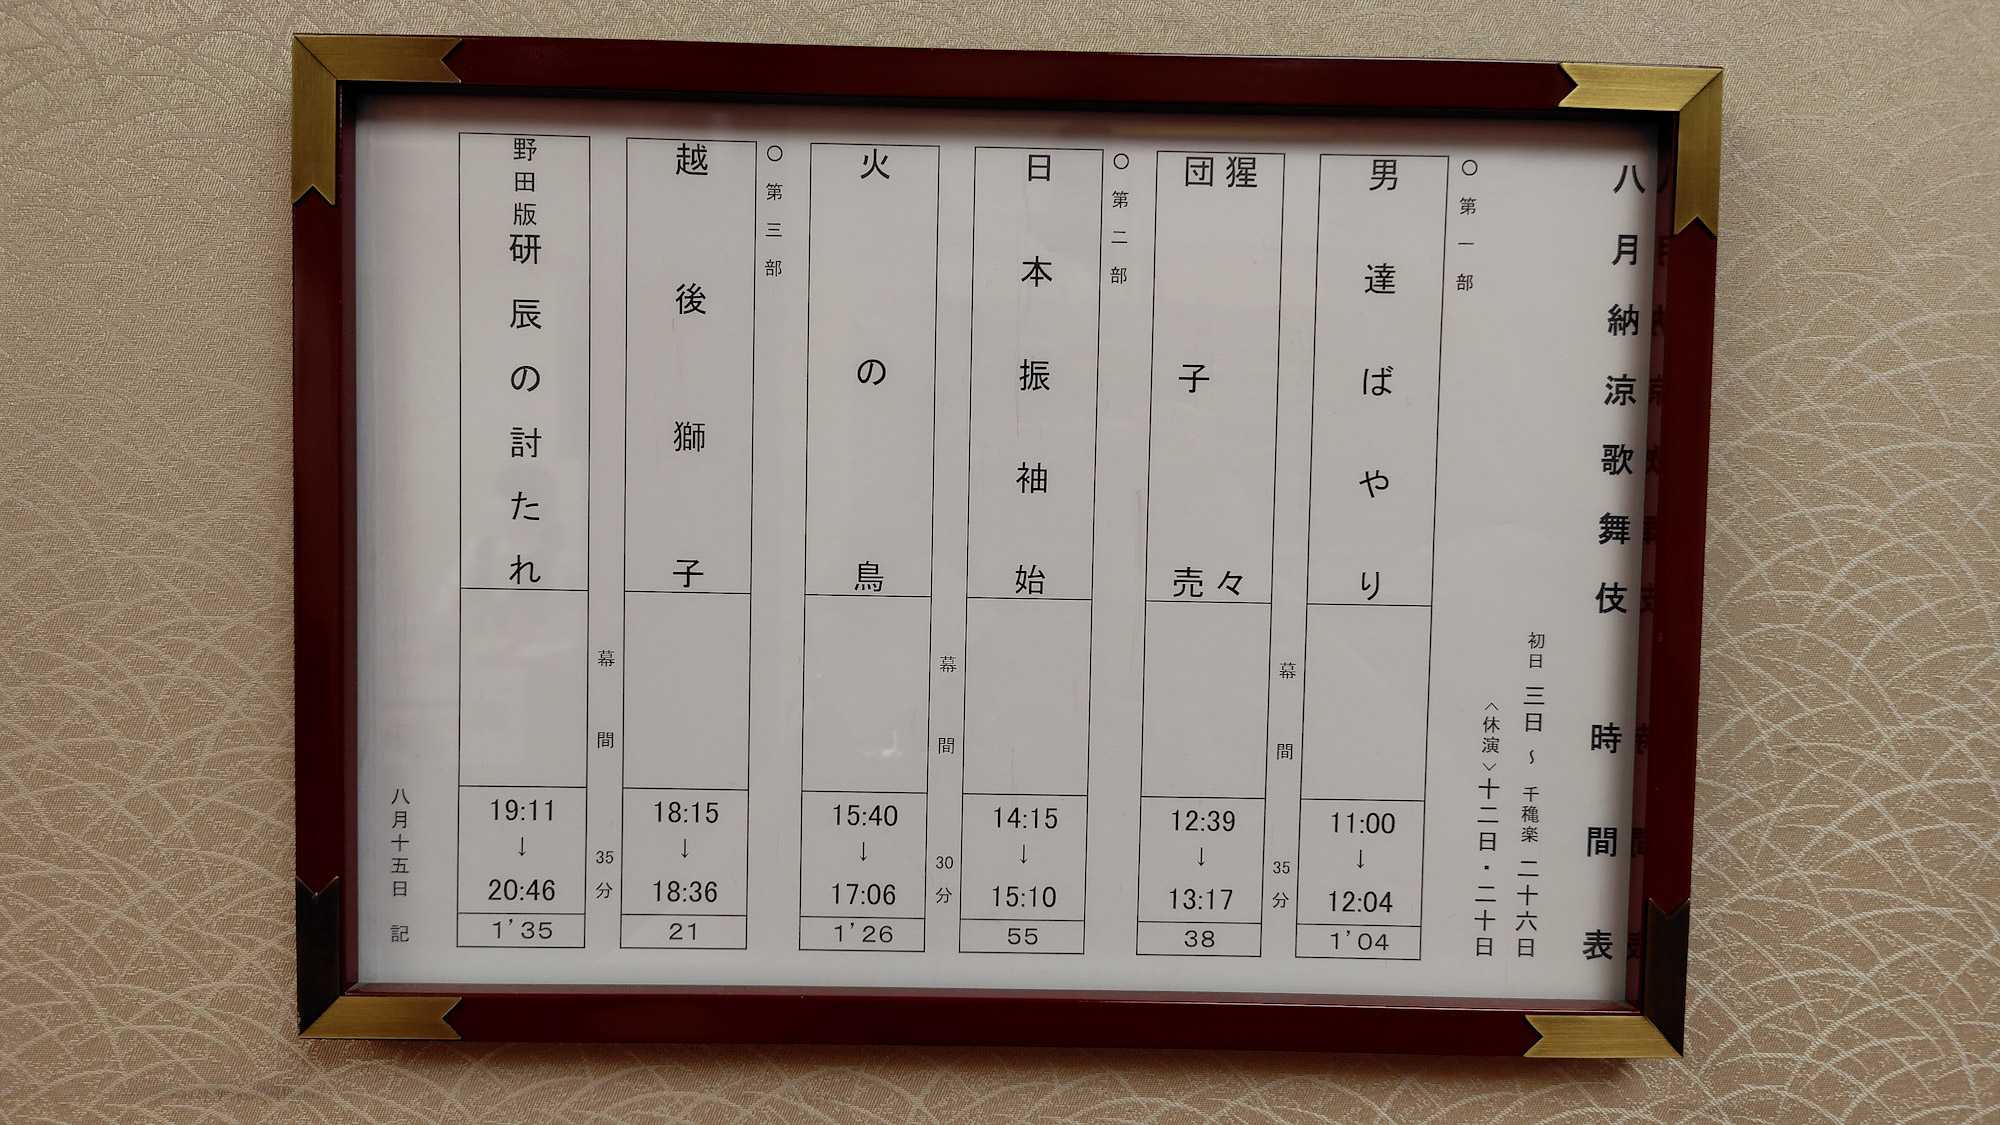 八月納涼歌舞伎 時間表
初日 三日 ~ 千穐楽 二十六日
<休演> 十二日・二十日
○第一部
男達ばやり
11:00
↓
12:04
1’04
幕間 35分
猩々
団子売
12:39
↓
13:17
38
○第二部
日本振袖始
14:15
↓
15:10
55
幕間 30分
火の鳥
15:40
↓
17:06
1’26
○第三部
越後獅子
18:15
↓
18:36
21
幕間 35分
野田版研辰の討たれ
19:11
↓
20:46
1’35
八月十五日 記